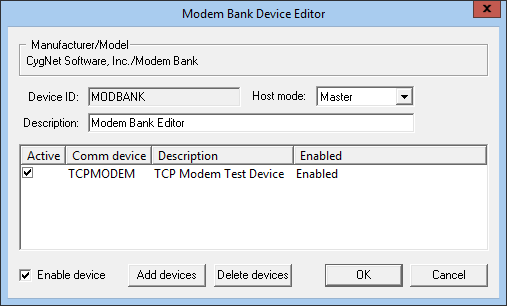 Modem Bank Device Editor
x
Manufacturer/Model
CygNet Software, Inc./Modem Bank
Device ID: MODBANK Host mode: Master
Description: Modem Bank Editor
Active Comm device Description Enabled
TCPMODEM TCP Modem Test Device Enabled
Enable device Add devices Delete devices OK Cancel